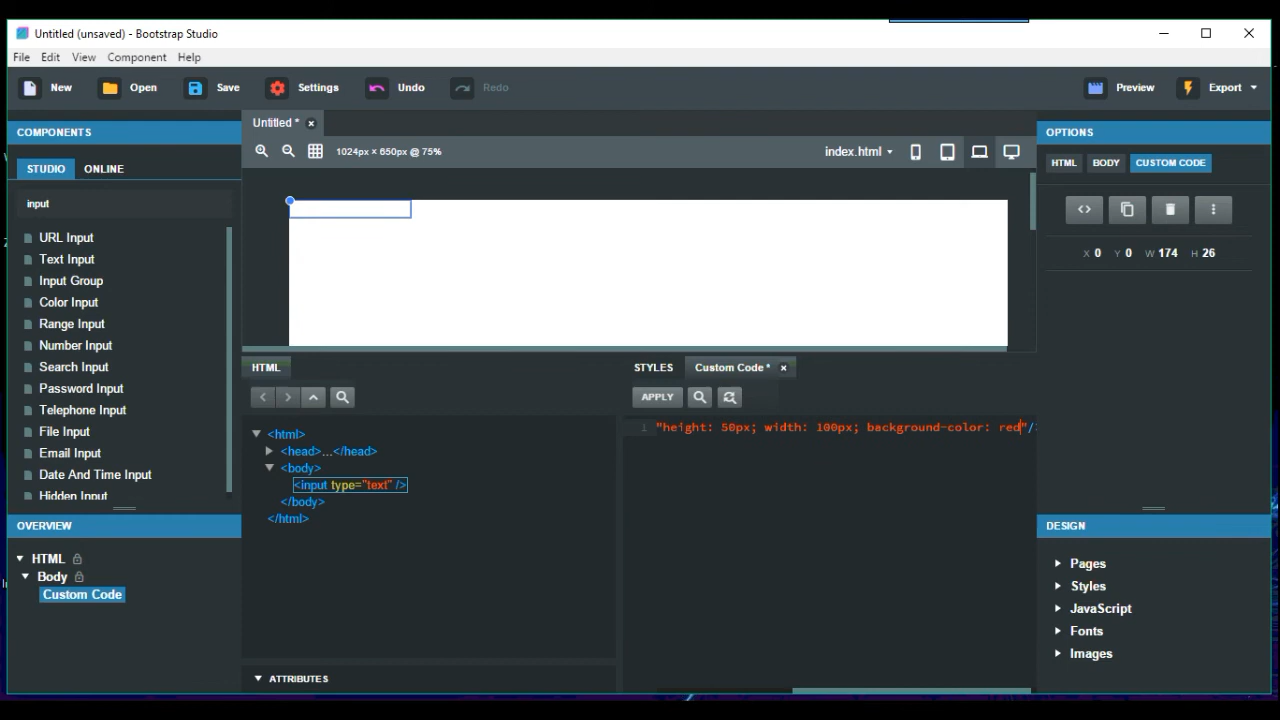 Untitled (unsaved) - Bootstrap Studio
File Edit View Component Help
New Open Save Settings Undo Redo Preview Export
COMPONENTS
STUDIO ONLINE
input
URL Input
Text Input
Input Group
Color Input
Range Input
Number Input
Search Input
Password Input
Telephone Input
File Input
Email Input
Date And Time Input
Hidden Input
OVERVIEW
HTML
Body
Custom Code
Untitled *
1024px × 650px @ 75%
index.html
HTML
<html>
<head>...</head>
<body>
<input type="text" />
</body>
</html>
ATTRIBUTES
STYLES Custom Code *
APPLY
1 "height: 50px; width: 100px; background-color: red"/
OPTIONS
HTML BODY CUSTOM CODE
X 0 Y 0 W 174 H 26
DESIGN
Pages
Styles
JavaScript
Fonts
Images